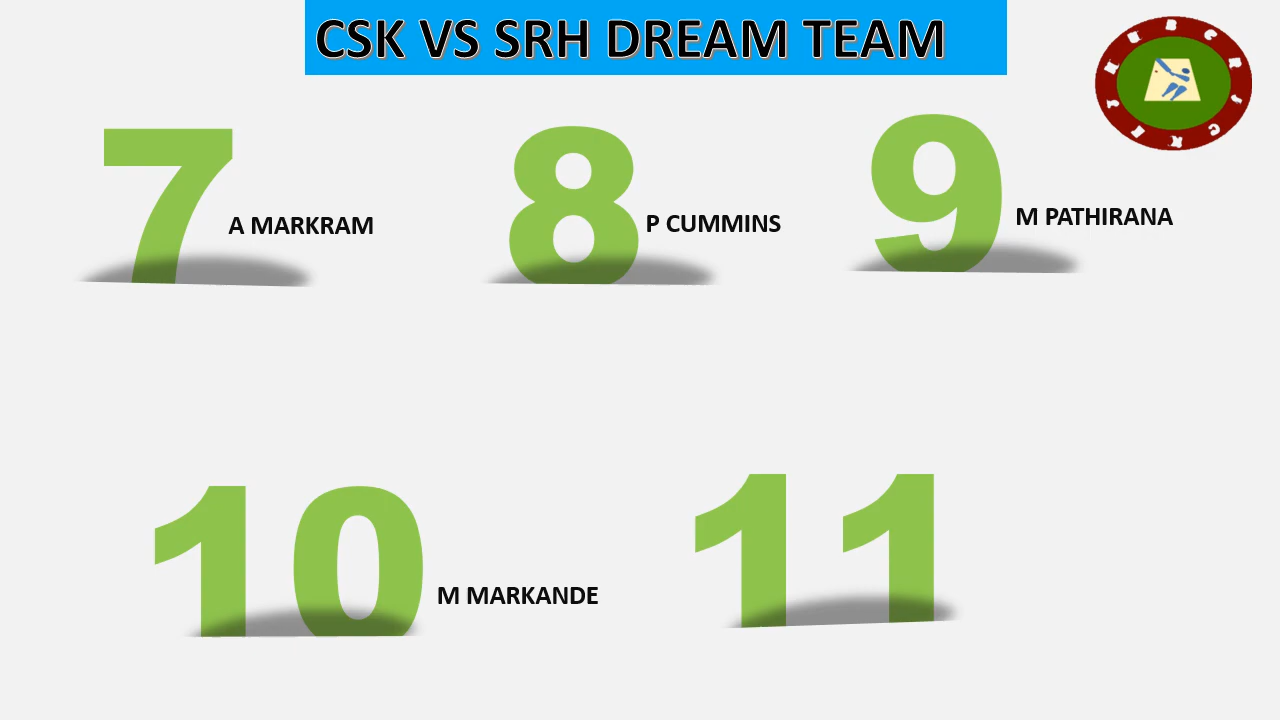 CSK VS SRH DREAM TEAM
7 A MARKRAM
8 P CUMMINS
9 M PATHIRANA
10 M MARKANDE
11